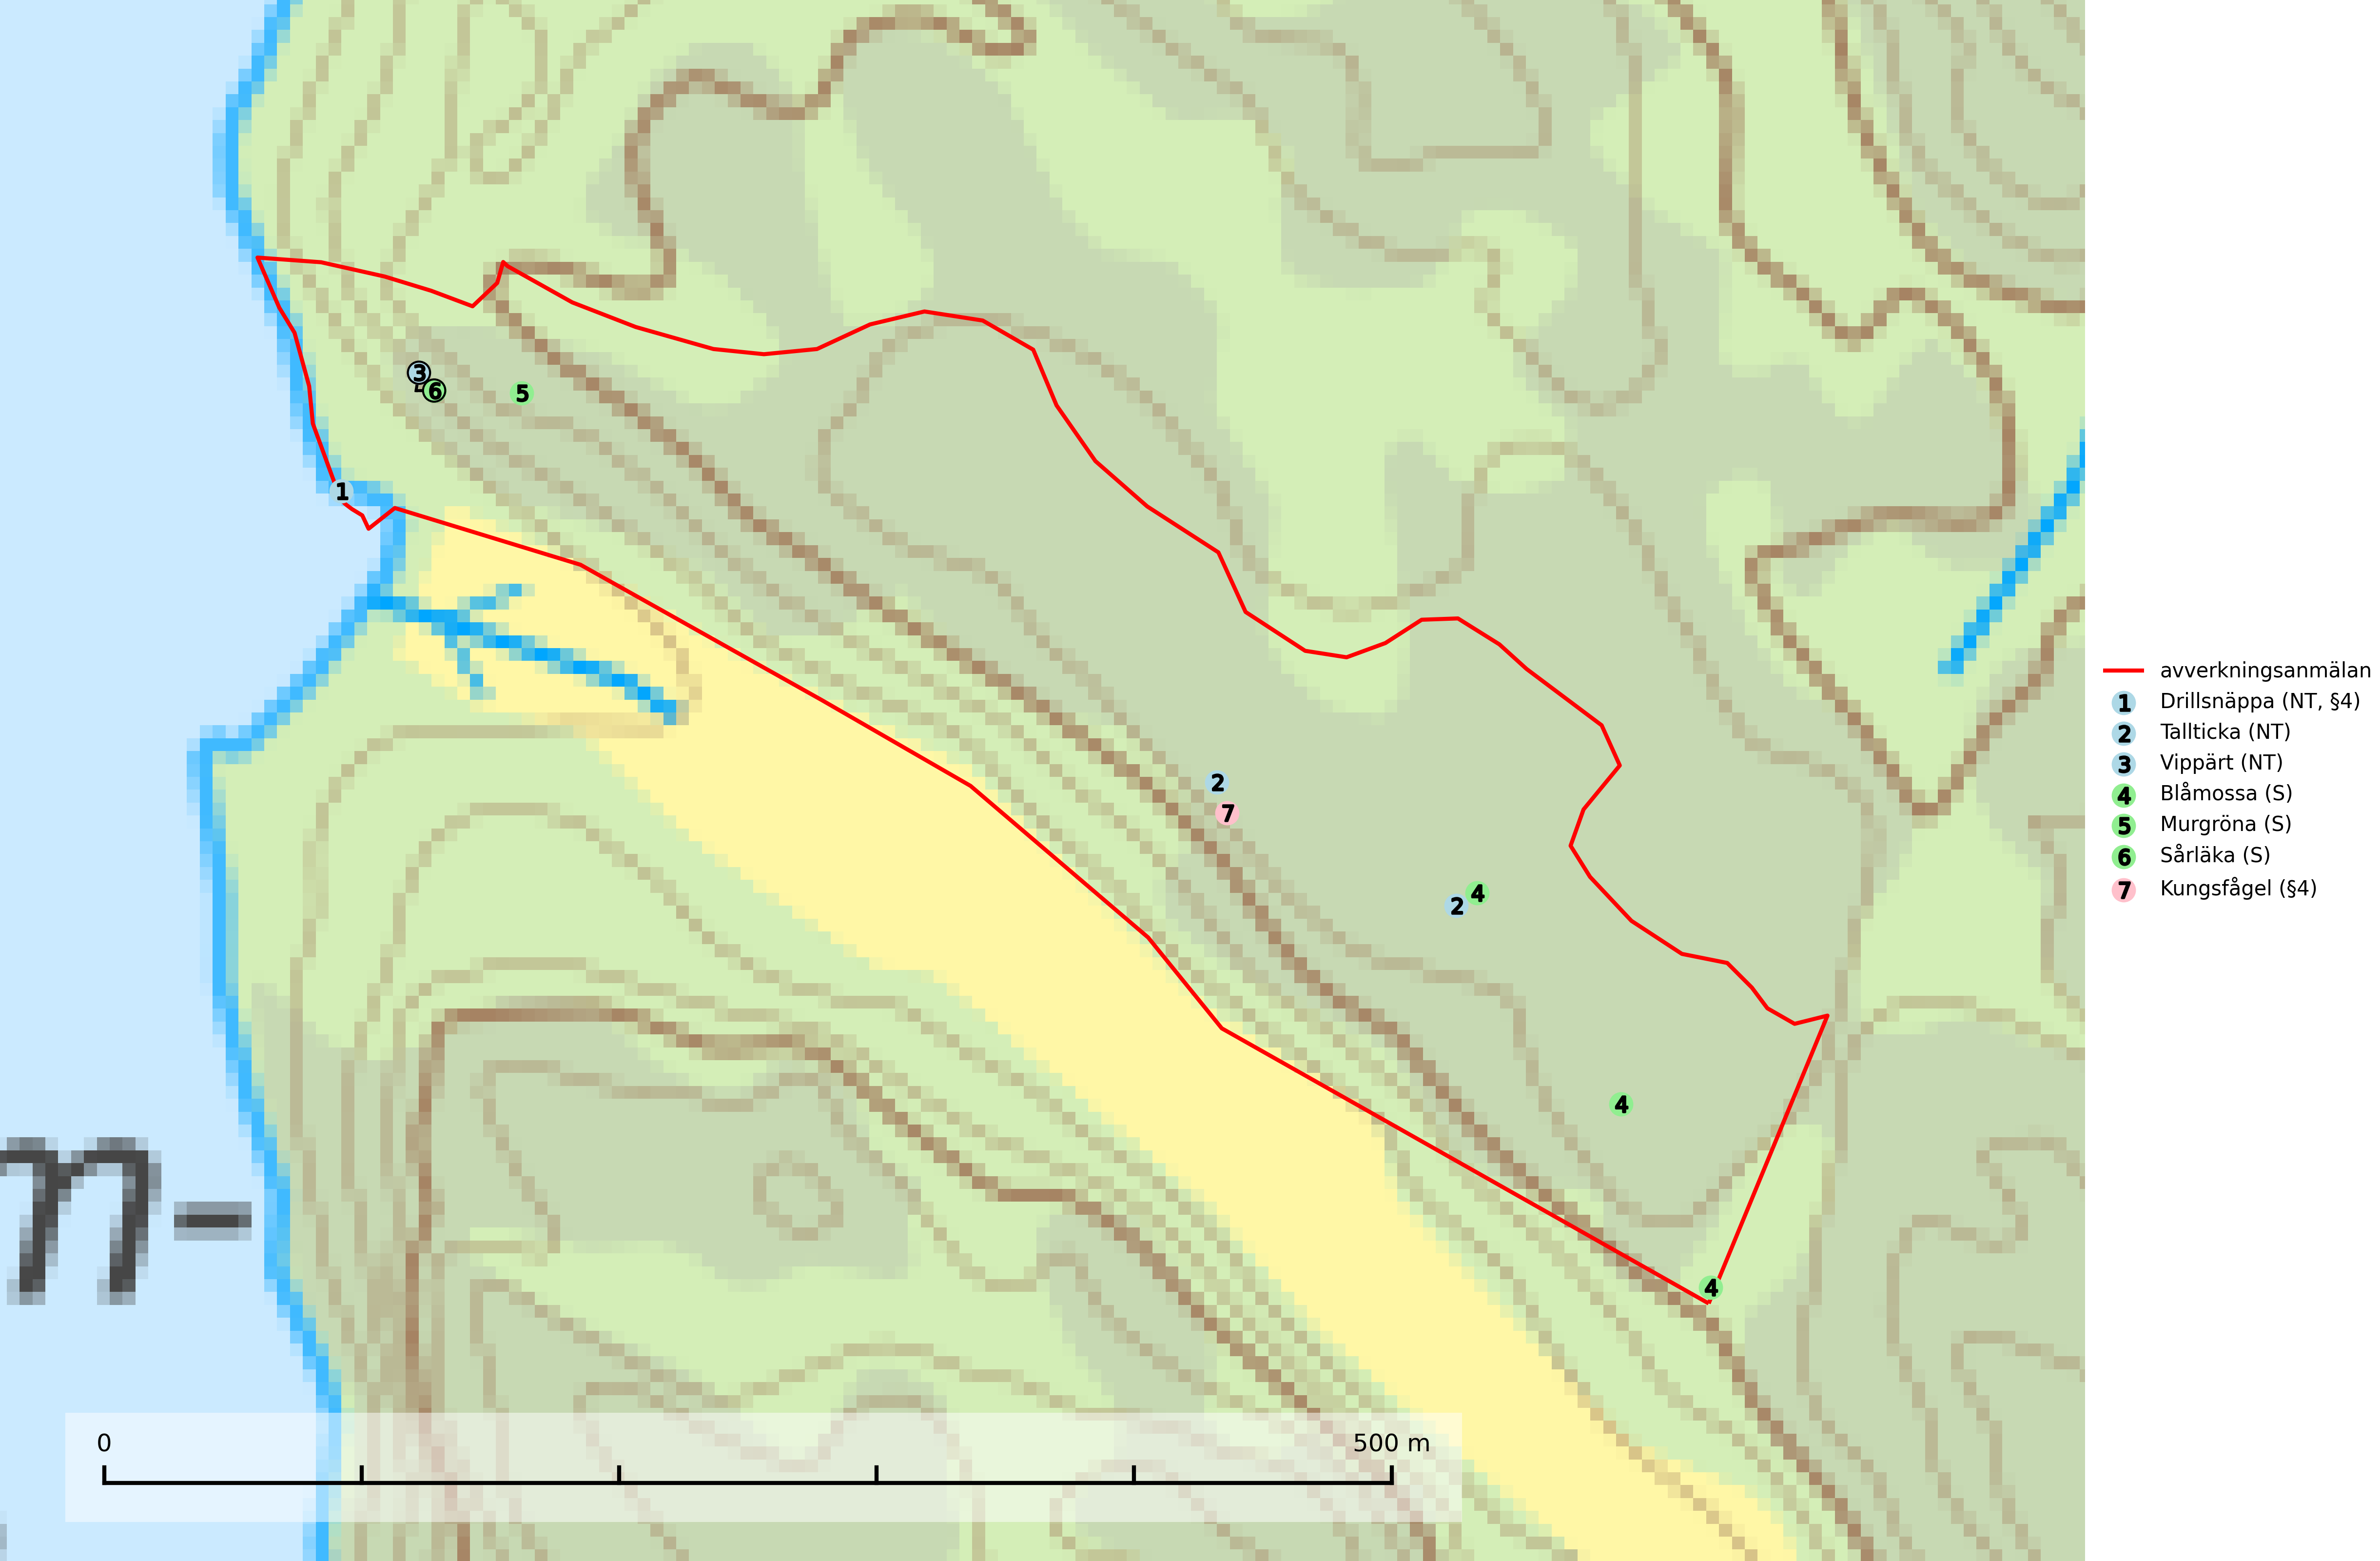 3
6
5
1
2
7
4
2
4
4
n-
0 500 m
avverkningsanmälan
1 Drillsnäppa (NT, §4)
2 Tallticka (NT)
3 Vippärt (NT)
4 Blåmossa (S)
5 Murgröna (S)
6 Sårläka (S)
7 Kungsfågel (§4)